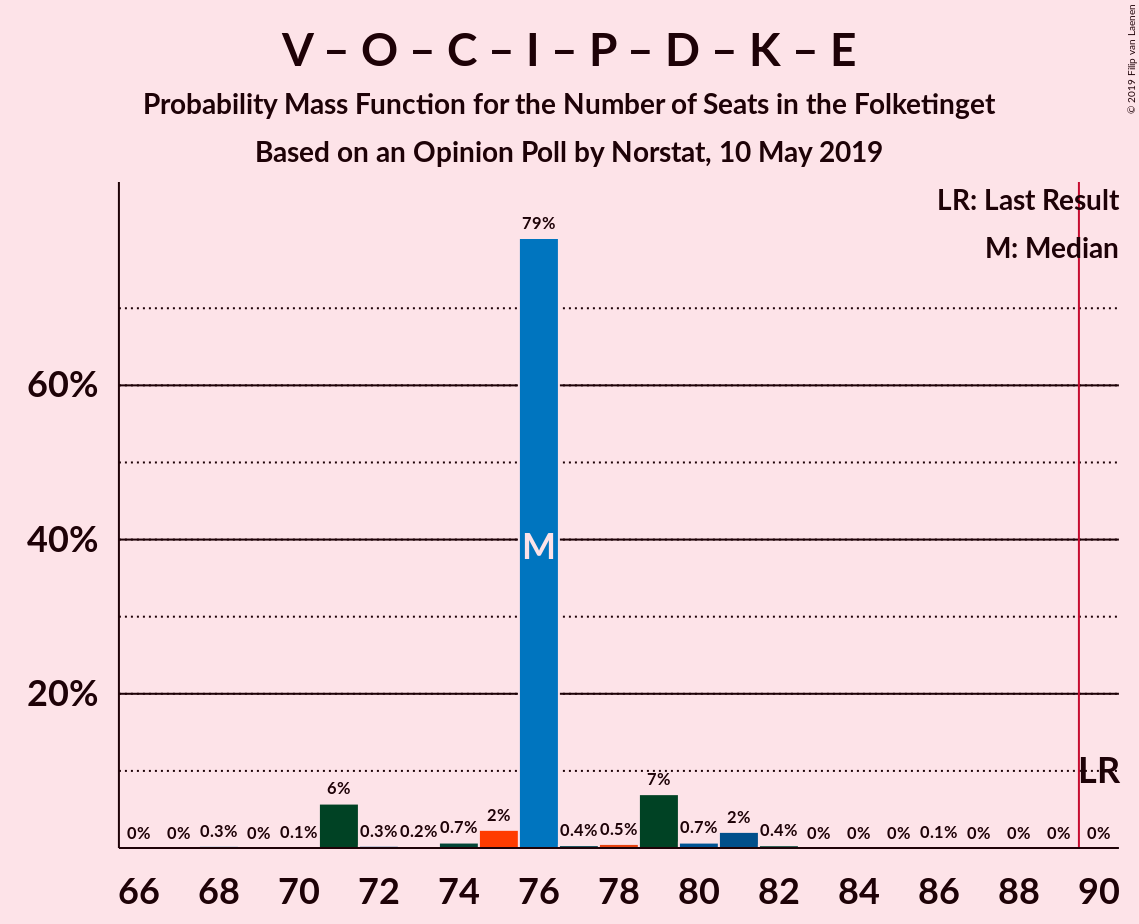 V – O – C – I – P – D – K – E
Probability Mass Function for the Number of Seats in the Folketinget
Based on an Opinion Poll by Norstat, 10 May 2019
© 2019 Filip van Laenen
LR: Last Result
M: Median
79%
60%
M
40%
20%
LR
0% 0% 0.3% 0% 0.1% 6% 0.3% 0.2% 0.7% 2% 0.4% 0.5% 7% 0.7% 2% 0.4% 0% 0% 0% 0.1% 0% 0% 0% 0%
66 68 70 72 74 76 78 80 82 84 86 88 90